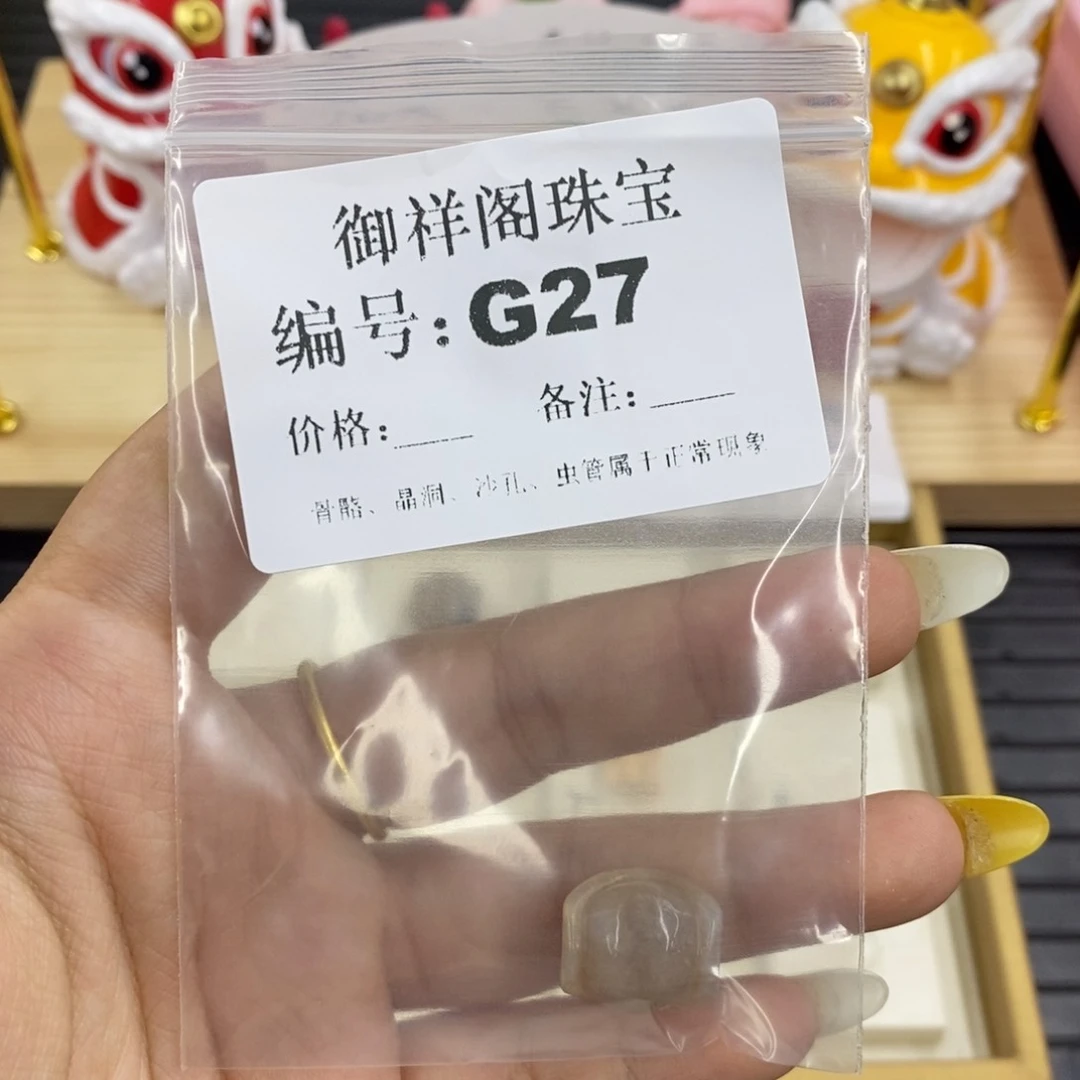 御祥阁珠宝
编号:G27
价格:____ 备注:____
骨骼、晶洞、沙孔、虫管属于正常现象